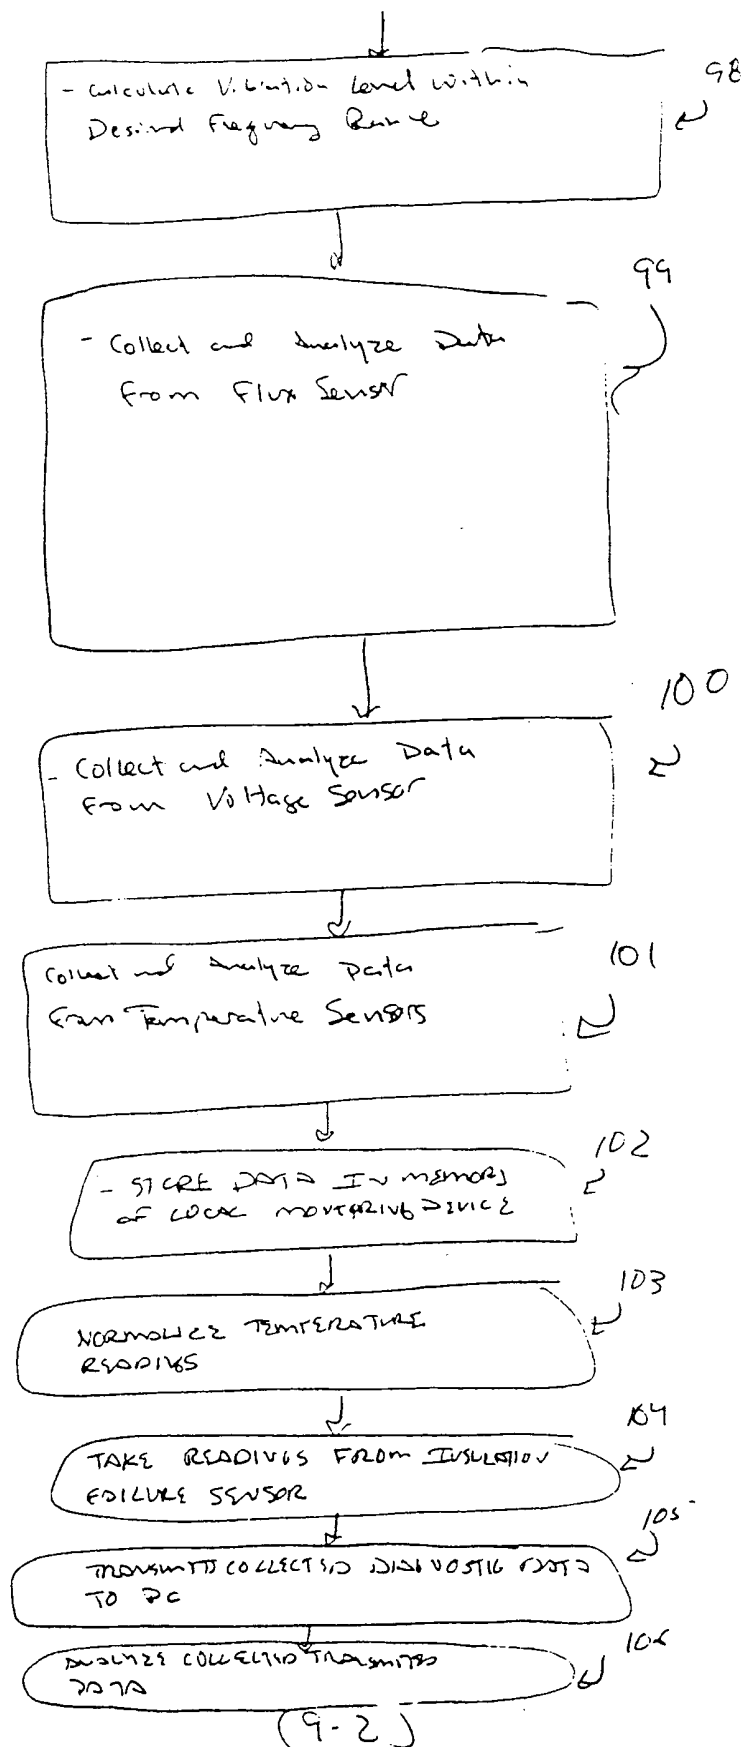 98
- Calculate Vibration Level within
Desired Frequency Range
99
- Collect and Analyze Data
From Flux Sensor
100
- Collect and Analyze Data
From Voltage Sensor
101
Collect and Analyze Data
From Temperature Sensors
102
- STORE DATA IN MEMORY
OF LOCAL MONITORING DEVICE
103
NORMALIZE TEMPERATURE
READINGS
104
TAKE READINGS FROM INSULATION
FAILURE SENSOR
105
TRANSMITT COLLECTED DIAGNOSTIC DATA
TO PC
106
ANALYZE COLLECTED TRANSMITED
DATA
(9-2)